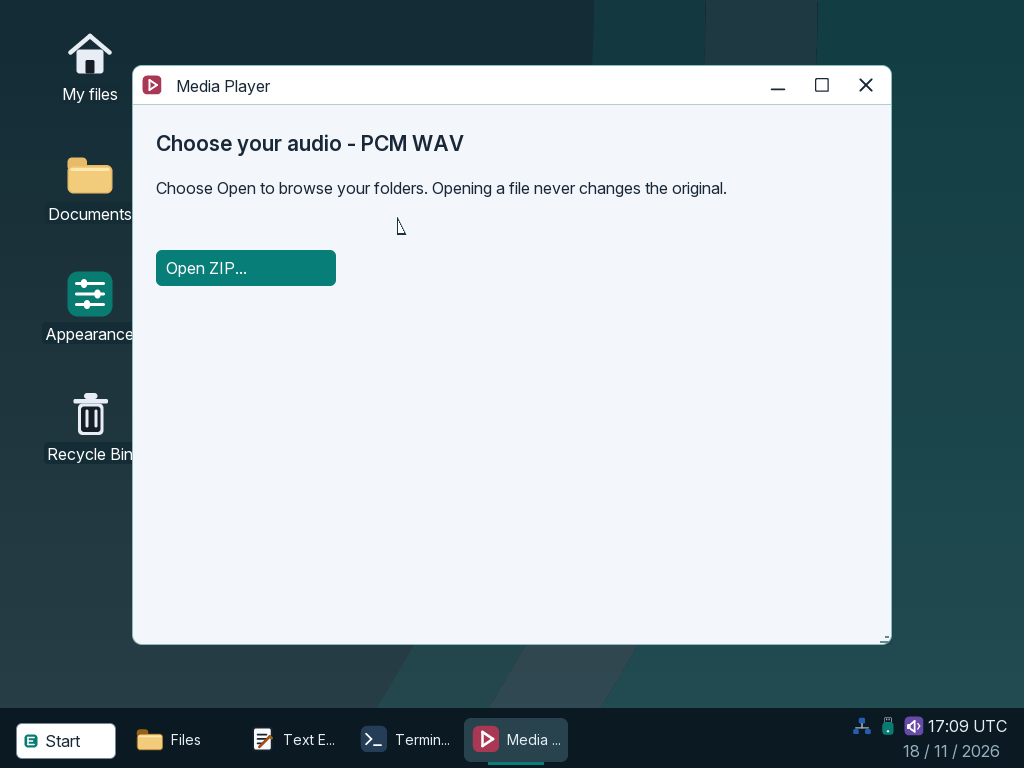 My files
Documents
Appearance
Recycle Bin
Media Player
Choose your audio - PCM WAV
Choose Open to browse your folders. Opening a file never changes the original.
Open ZIP...
Start
Files
Text E...
Termin...
Media ...
17:09 UTC
18 / 11 / 2026